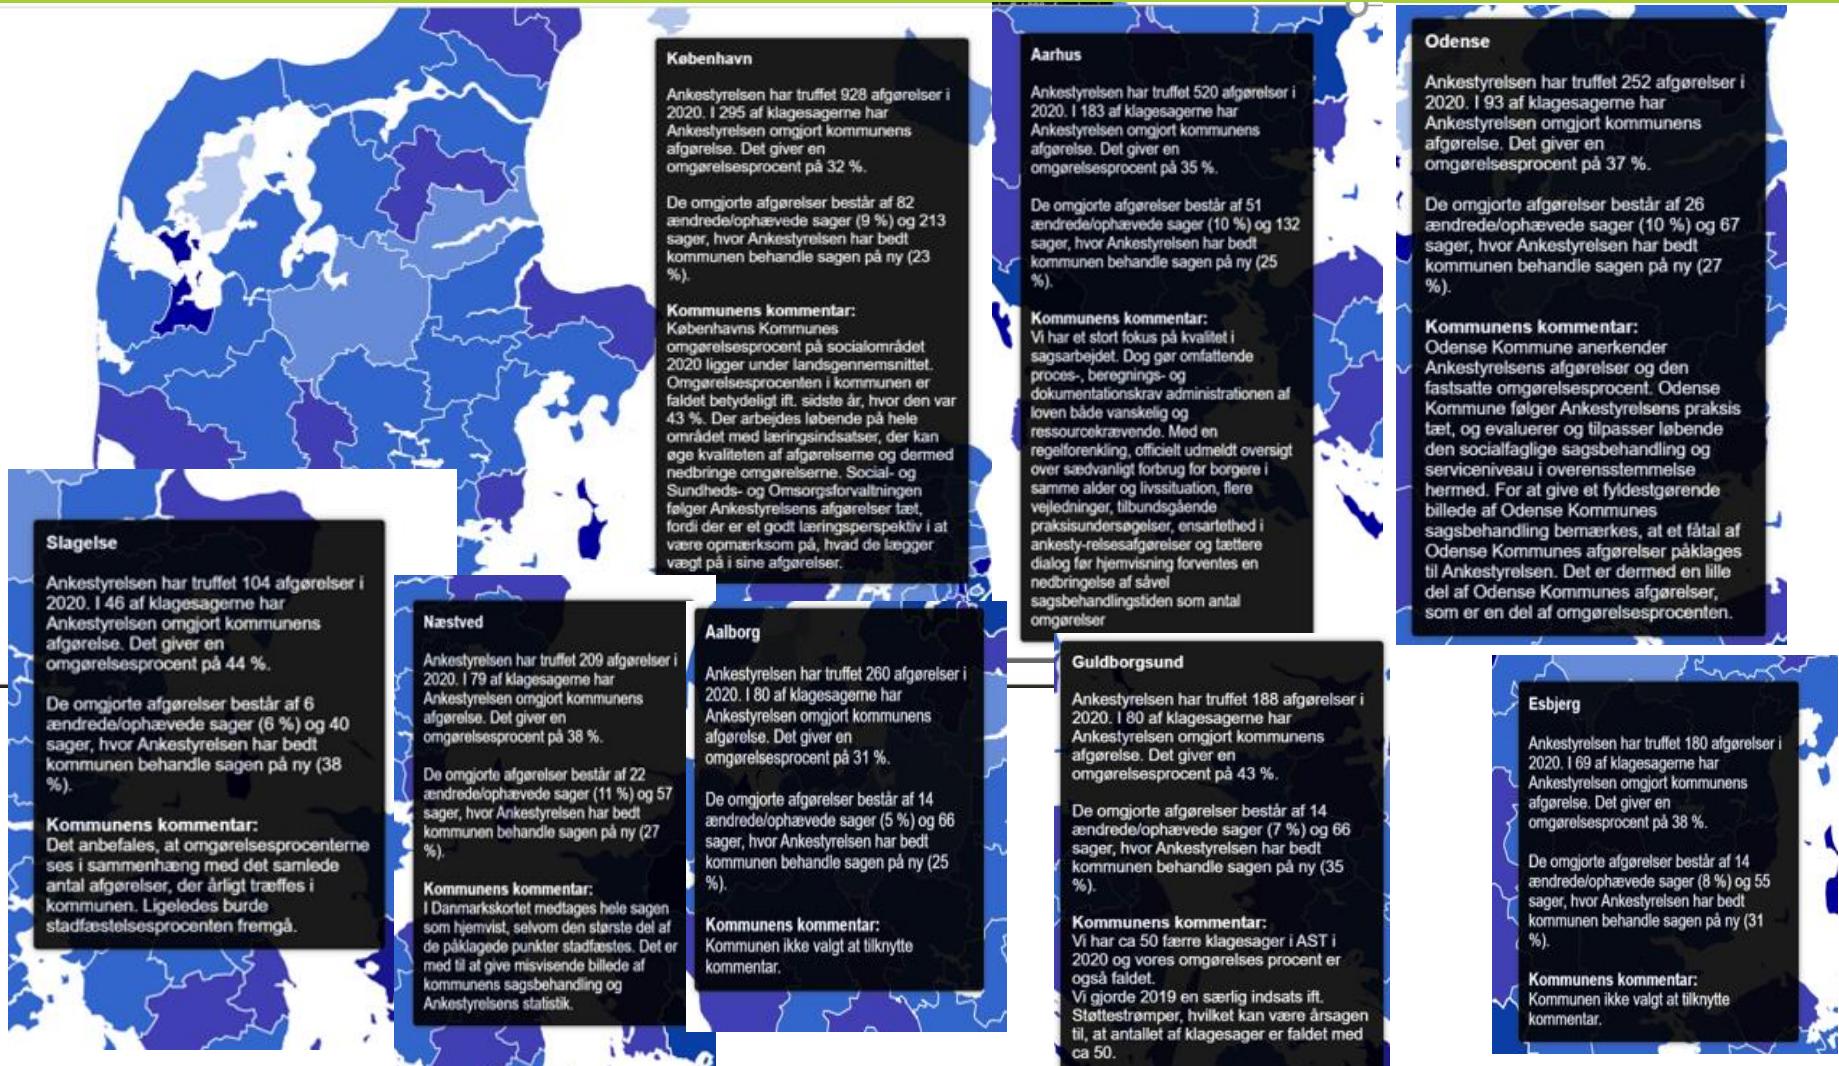 København
Ankestyrelsen har truffet 928 afgørelser i
2020. I 295 af klagesagerne har
Ankestyrelsen omgjort kommunens
afgørelse. Det giver en
omgørelsesprocent på 32 %.
De omgjorte afgørelser består af 82
ændrede/ophævede sager (9 %) og 213
sager, hvor Ankestyrelsen har bedt
kommunen behandle sagen på ny (23
%).
Kommunens kommentar:
Københavns Kommunes
omgørelsesprocent på socialområdet
2020 ligger under landsgennemsnittet.
Omgørelsesprocenten i kommunen er
faldet betydeligt ift. sidste år, hvor den var
43 %. Der arbejdes løbende på hele
området med læringsindsatser, der kan
øge kvaliteten af afgørelserne og dermed
nedbringe omgørelserne. Social- og
Sundheds- og Omsorgsforvaltningen
følger Ankestyrelsens afgørelser tæt,
fordi der er et godt læringsperspektiv i at
være opmærksom på, hvad de lægger
vægt på i sine afgørelser.
Aarhus
Ankestyrelsen har truffet 520 afgørelser i
2020. I 183 af klagesagerne har
Ankestyrelsen omgjort kommunens
afgørelse. Det giver en
omgørelsesprocent på 35 %.
De omgjorte afgørelser består af 51
ændrede/ophævede sager (10 %) og 132
sager, hvor Ankestyrelsen har bedt
kommunen behandle sagen på ny (25
%).
Kommunens kommentar:
Vi har et stort fokus på kvalitet i
sagsarbejdet. Dog gør omfattende
proces-, beregnings- og
dokumentationskrav administrationen af
loven både vanskelig og
ressourcekrævende. Med en
regelforenkling, officielt udmeldt oversigt
over sædvanligt forbrug for borgere i
samme alder og livssituation, flere
vejledninger, tilbundsgående
praksisundersøgelser, ensartethed i
ankesty-relsesafgørelser og tættere
dialog før hjemvisning forventes en
nedbringelse af såvel
sagsbehandlingstiden som antal
omgørelser
Odense
Ankestyrelsen har truffet 252 afgørelser i
2020. I 93 af klagesagerne har
Ankestyrelsen omgjort kommunens
afgørelse. Det giver en
omgørelsesprocent på 37 %.
De omgjorte afgørelser består af 26
ændrede/ophævede sager (10 %) og 67
sager, hvor Ankestyrelsen har bedt
kommunen behandle sagen på ny (27
%).
Kommunens kommentar:
Odense Kommune anerkender
Ankestyrelsens afgørelser og den
fastsatte omgørelsesprocent. Odense
Kommune følger Ankestyrelsens praksis
tæt, og evaluerer og tilpasser løbende
den socialfaglige sagsbehandling og
serviceniveau i overensstemmelse
hermed. For at give et fyldestgørende
billede af Odense Kommunes
sagsbehandling bemærkes, at et fåtal af
Odense Kommunes afgørelser påklages
til Ankestyrelsen. Det er dermed en lille
del af Odense Kommunes afgørelser,
som er en del af omgørelsesprocenten.
Slagelse
Ankestyrelsen har truffet 104 afgørelser i
2020. I 46 af klagesagerne har
Ankestyrelsen omgjort kommunens
afgørelse. Det giver en
omgørelsesprocent på 44 %.
De omgjorte afgørelser består af 6
ændrede/ophævede sager (6 %) og 40
sager, hvor Ankestyrelsen har bedt
kommunen behandle sagen på ny (38
%).
Kommunens kommentar:
Det anbefales, at omgørelsesprocenterne
ses i sammenhæng med det samlede
antal afgørelser, der årligt træffes i
kommunen. Ligeledes burde
stadfæstelsesprocenten fremgå.
Næstved
Ankestyrelsen har truffet 209 afgørelser i
2020. I 79 af klagesagerne har
Ankestyrelsen omgjort kommunens
afgørelse. Det giver en
omgørelsesprocent på 38 %.
De omgjorte afgørelser består af 22
ændrede/ophævede sager (11 %) og 57
sager, hvor Ankestyrelsen har bedt
kommunen behandle sagen på ny (27
%).
Kommunens kommentar:
I Danmarkskortet medtages hele sagen
som hjemvist, selvom den største del af
de påklagede punkter stadfæstes. Det er
med til at give misvisende billede af
kommunens sagsbehandling og
Ankestyrelsens statistik.
Aalborg
Ankestyrelsen har truffet 260 afgørelser i
2020. I 80 af klagesagerne har
Ankestyrelsen omgjort kommunens
afgørelse. Det giver en
omgørelsesprocent på 31 %.
De omgjorte afgørelser består af 14
ændrede/ophævede sager (5 %) og 66
sager, hvor Ankestyrelsen har bedt
kommunen behandle sagen på ny (25
%).
Kommunens kommentar:
Kommunen ikke valgt at tilknytte
kommentar.
Guldborgsund
Ankestyrelsen har truffet 188 afgørelser i
2020. I 80 af klagesagerne har
Ankestyrelsen omgjort kommunens
afgørelse. Det giver en
omgørelsesprocent på 43 %.
De omgjorte afgørelser består af 14
ændrede/ophævede sager (7 %) og 66
sager, hvor Ankestyrelsen har bedt
kommunen behandle sagen på ny (35
%).
Kommunens kommentar:
Vi har ca 50 færre klagesager i AST i
2020 og vores omgørelses procent er
også faldet.
Vi gjorde 2019 en særlig indsats ift.
Støttestrømper, hvilket kan være årsagen
til, at antallet af klagesager er faldet med
ca 50.
Esbjerg
Ankestyrelsen har truffet 180 afgørelser i
2020. I 69 af klagesagerne har
Ankestyrelsen omgjort kommunens
afgørelse. Det giver en
omgørelsesprocent på 38 %.
De omgjorte afgørelser består af 14
ændrede/ophævede sager (8 %) og 55
sager, hvor Ankestyrelsen har bedt
kommunen behandle sagen på ny (31
%).
Kommunens kommentar:
Kommunen ikke valgt at tilknytte
kommentar.